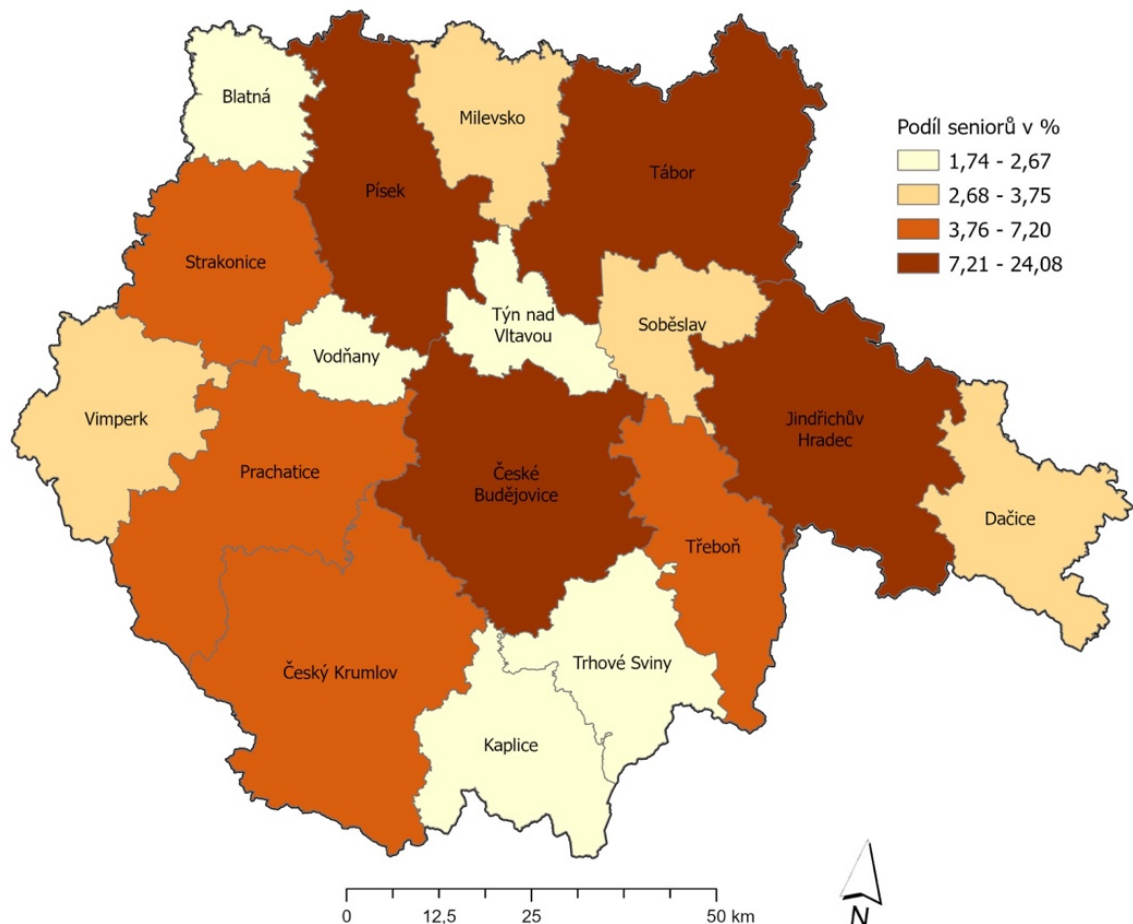 Blatná
Milevsko
Písek
Tábor
Strakonice
Týn nad
Vltavou
Soběslav
Vodňany
Vimperk
Jindřichův
Hradec
Prachatice
České
Budějovice
Dačice
Třeboň
Český Krumlov
Trhové Sviny
Kaplice
Podíl seniorů v %
1,74 - 2,67
2,68 - 3,75
3,76 - 7,20
7,21 - 24,08
0 12,5 25 50 km
N